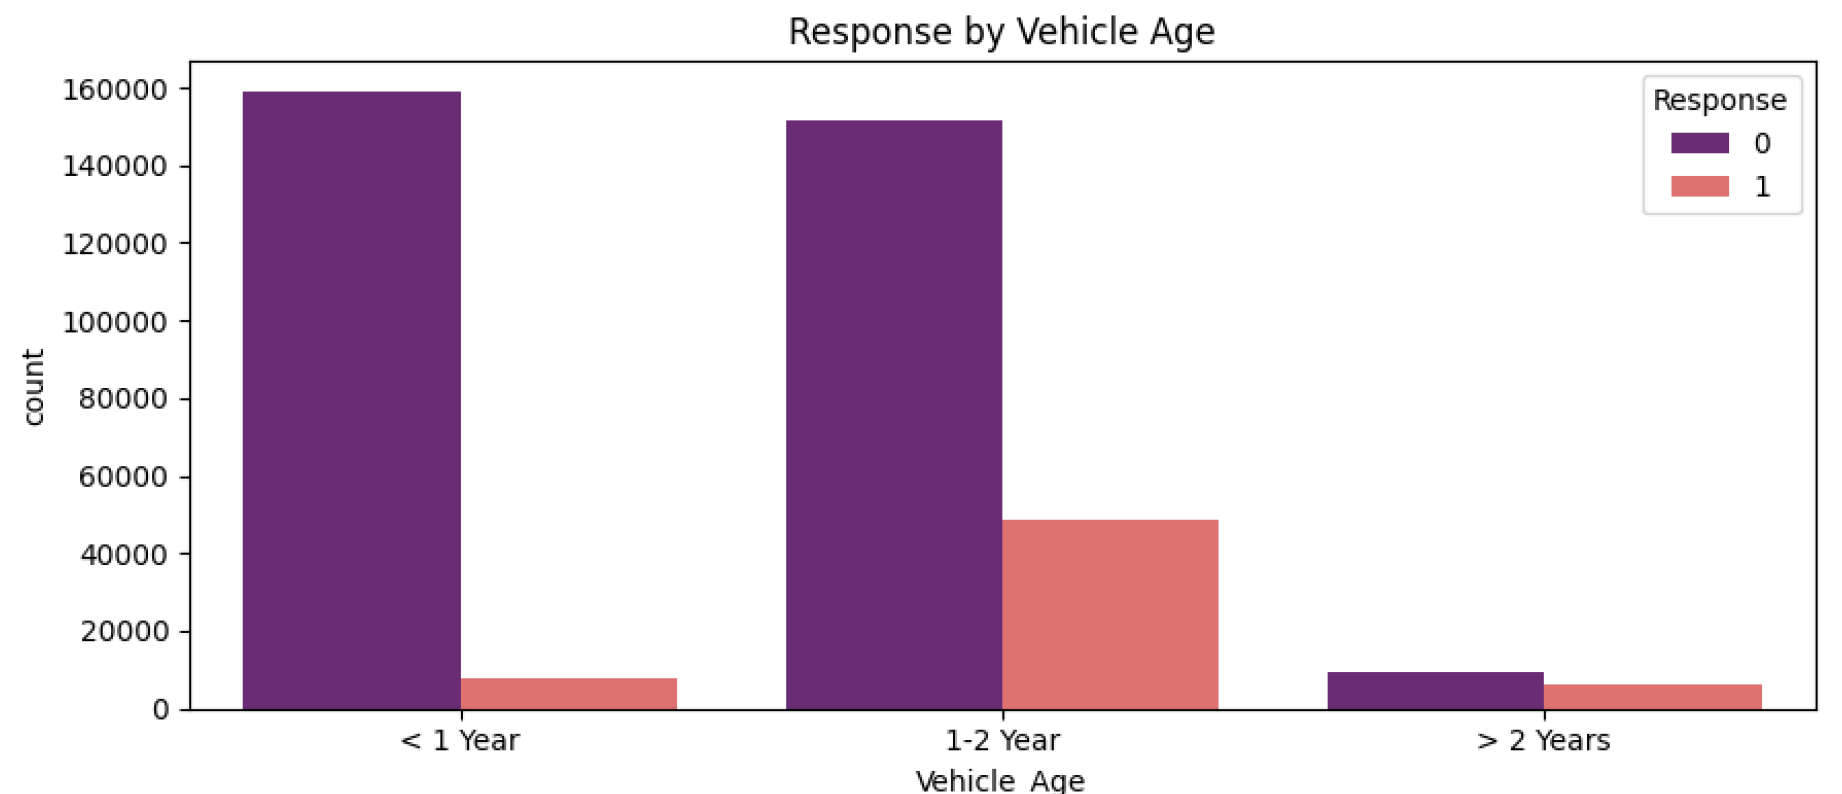 Response by Vehicle Age
160000
140000
120000
100000
80000
60000
40000
20000
0
count
Response
0
1
< 1 Year
1-2 Year
> 2 Years
Vehicle_Age